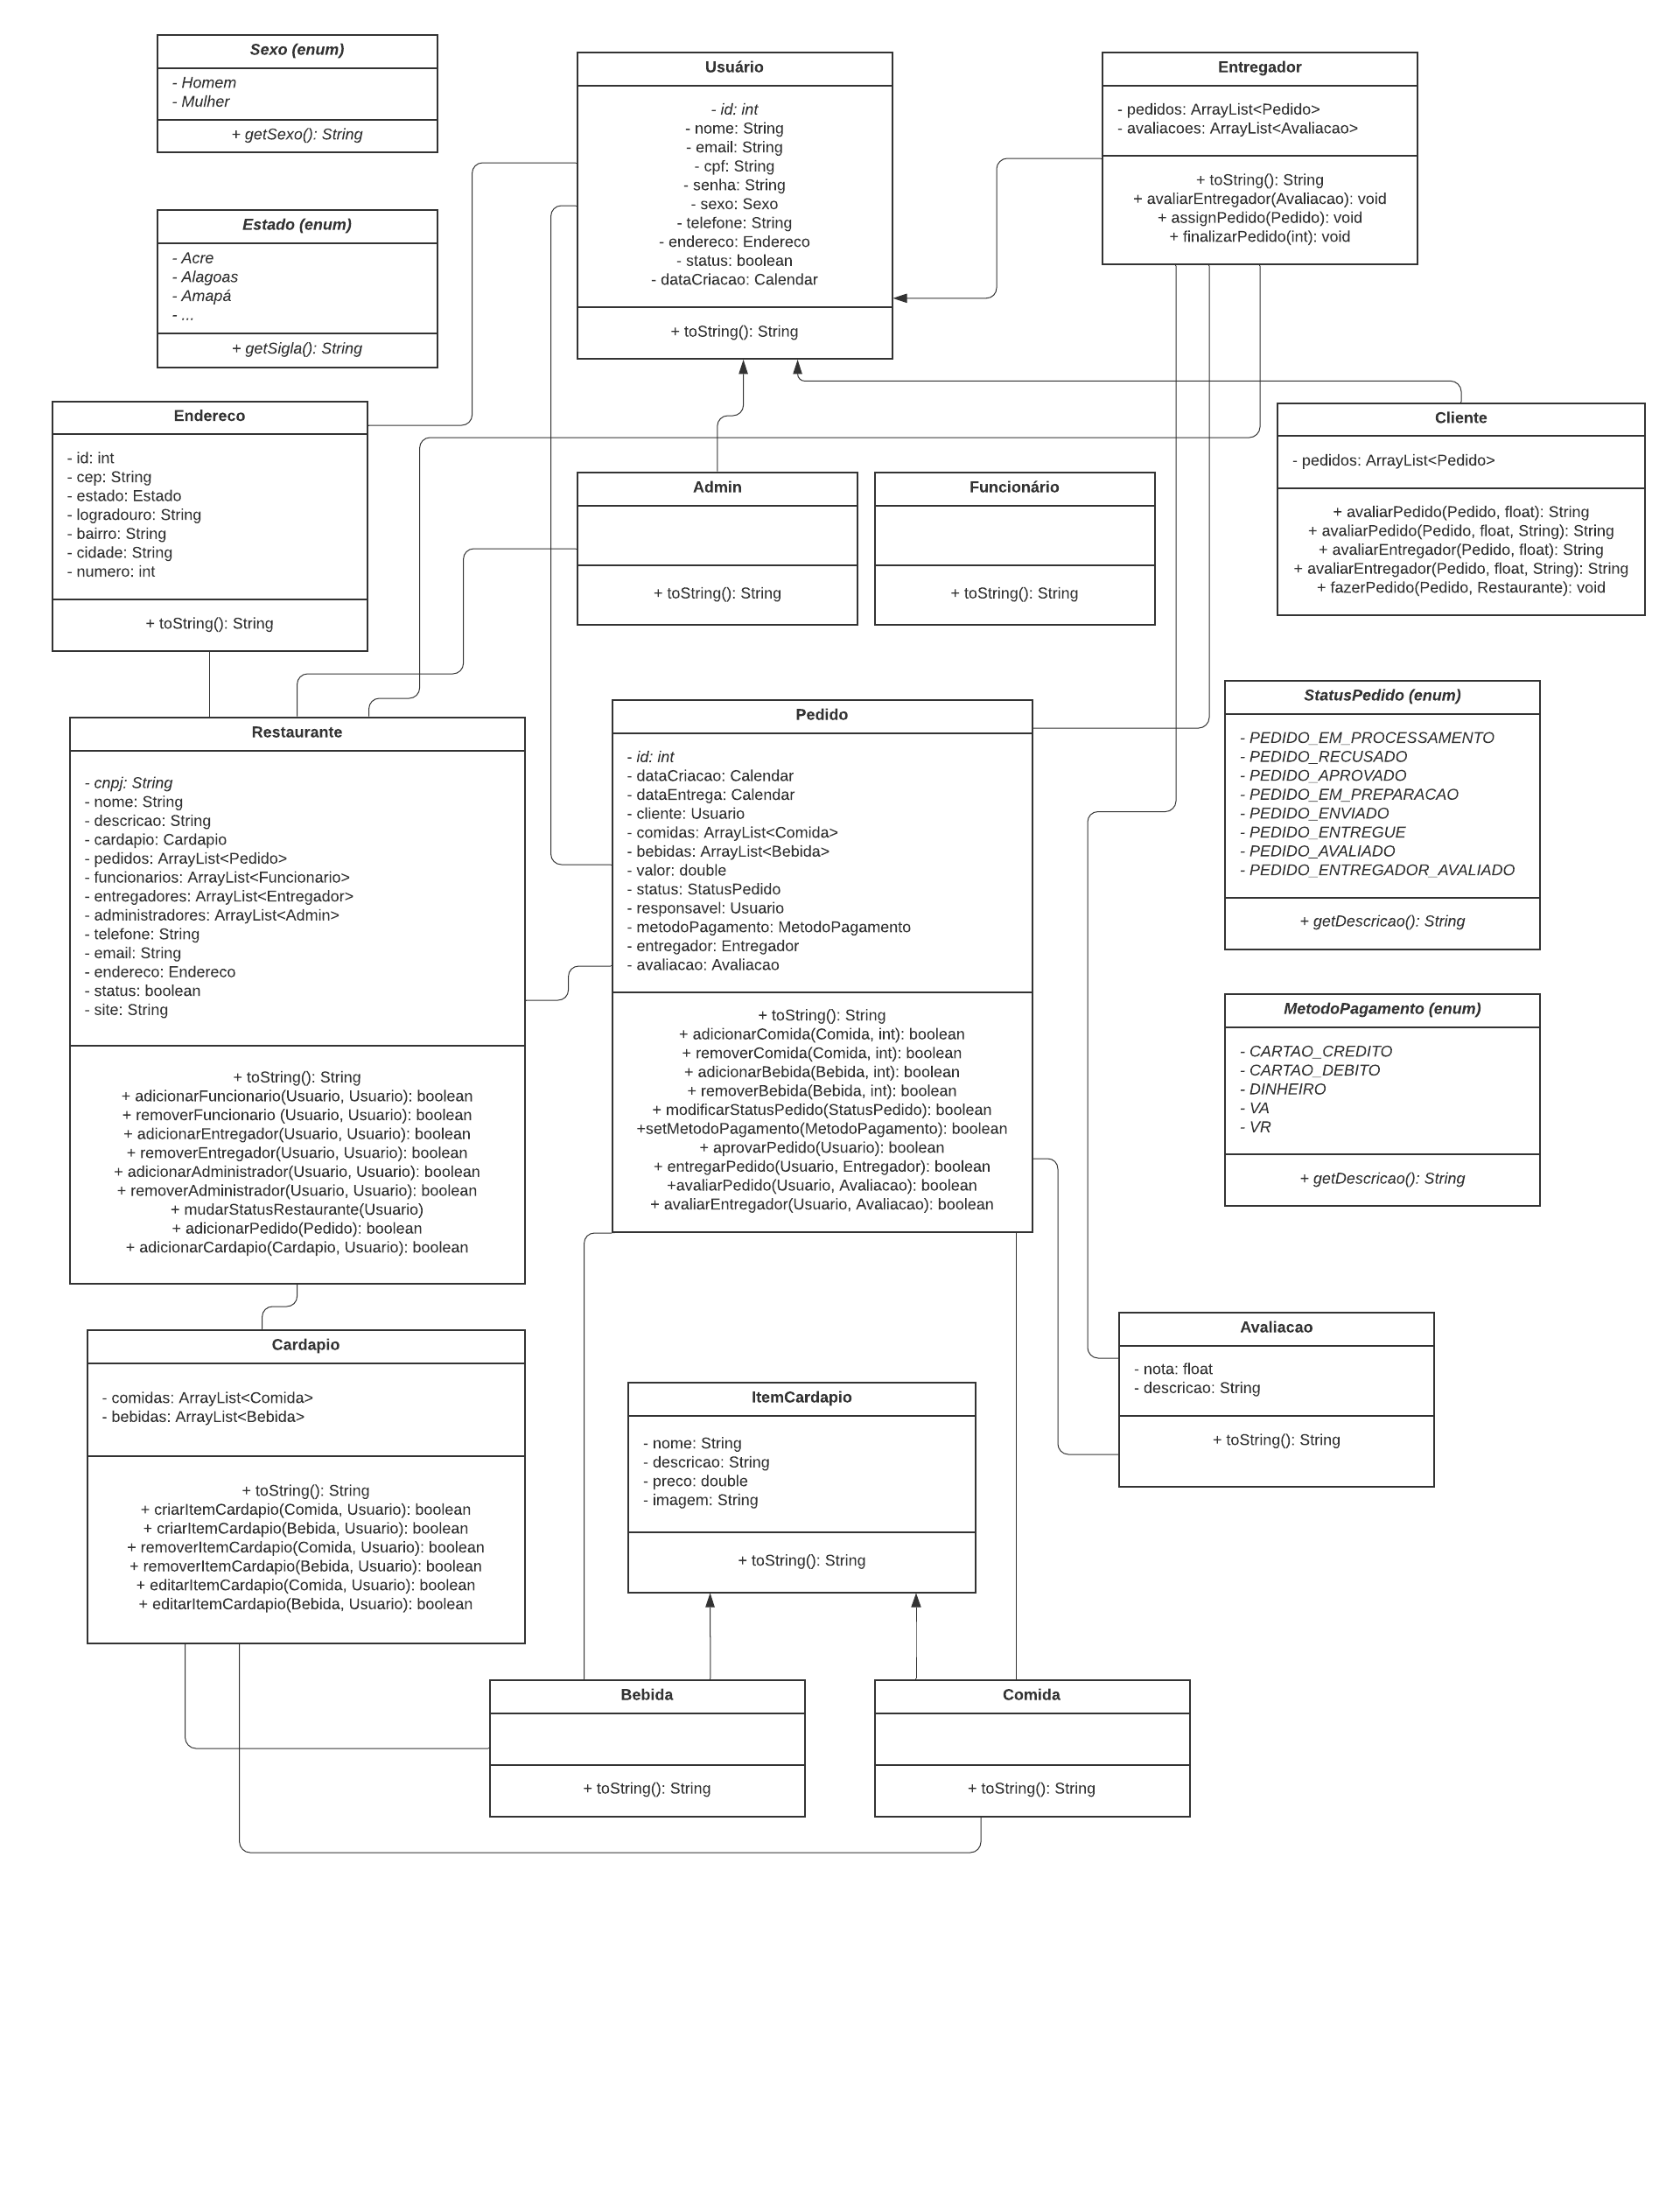 Sexo (enum)
- Homem
- Mulher
+ getSexo(): String
Usuário
- id: int
- nome: String
- email: String
- cpf: String
- senha: String
- sexo: Sexo
- telefone: String
- endereco: Endereco
- status: boolean
- dataCriacao: Calendar
+ toString(): String
Entregador
- pedidos: ArrayList<Pedido>
- avaliacoes: ArrayList<Avaliacao>
+ toString(): String
+ avaliarEntregador(Avaliacao): void
+ assignPedido(Pedido): void
+ finalizarPedido(int): void
Estado (enum)
- Acre
- Alagoas
- Amapá
- ...
+ getSigla(): String
Endereco
- id: int
- cep: String
- estado: Estado
- logradouro: String
- bairro: String
- cidade: String
- numero: int
+ toString(): String
Admin
+ toString(): String
Funcionário
+ toString(): String
Cliente
- pedidos: ArrayList<Pedido>
+ avaliarPedido(Pedido, float): String
+ avaliarPedido(Pedido, float, String): String
+ avaliarEntregador(Pedido, float): String
+ avaliarEntregador(Pedido, float, String): String
+ fazerPedido(Pedido, Restaurante): void
Restaurante
- cnpj: String
- nome: String
- descricao: String
- cardapio: Cardapio
- pedidos: ArrayList<Pedido>
- funcionarios: ArrayList<Funcionario>
- entregadores: ArrayList<Entregador>
- administradores: ArrayList<Admin>
- telefone: String
- email: String
- endereco: Endereco
- status: boolean
- site: String
+ toString(): String
+ adicionarFuncionario(Usuario, Usuario): boolean
+ removerFuncionario (Usuario, Usuario): boolean
+ adicionarEntregador(Usuario, Usuario): boolean
+ removerEntregador(Usuario, Usuario): boolean
+ adicionarAdministrador(Usuario, Usuario): boolean
+ removerAdministrador(Usuario, Usuario): boolean
+ mudarStatusRestaurante(Usuario)
+ adicionarPedido(Pedido): boolean
+ adicionarCardapio(Cardapio, Usuario): boolean
Pedido
- id: int
- dataCriacao: Calendar
- dataEntrega: Calendar
- cliente: Usuario
- comidas: ArrayList<Comida>
- bebidas: ArrayList<Bebida>
- valor: double
- status: StatusPedido
- responsavel: Usuario
- metodoPagamento: MetodoPagamento
- entregador: Entregador
- avaliacao: Avaliacao
+ toString(): String
+ adicionarComida(Comida, int): boolean
+ removerComida(Comida, int): boolean
+ adicionarBebida(Bebida, int): boolean
+ removerBebida(Bebida, int): boolean
+ modificarStatusPedido(StatusPedido): boolean
+setMetodoPagamento(MetodoPagamento): boolean
+ aprovarPedido(Usuario): boolean
+ entregarPedido(Usuario, Entregador): boolean
+avaliarPedido(Usuario, Avaliacao): boolean
+ avaliarEntregador(Usuario, Avaliacao): boolean
StatusPedido (enum)
- PEDIDO_EM_PROCESSAMENTO
- PEDIDO_RECUSADO
- PEDIDO_APROVADO
- PEDIDO_EM_PREPARACAO
- PEDIDO_ENVIADO
- PEDIDO_ENTREGUE
- PEDIDO_AVALIADO
- PEDIDO_ENTREGADOR_AVALIADO
+ getDescricao(): String
MetodoPagamento (enum)
- CARTAO_CREDITO
- CARTAO_DEBITO
- DINHEIRO
- VA
- VR
+ getDescricao(): String
Cardapio
- comidas: ArrayList<Comida>
- bebidas: ArrayList<Bebida>
+ toString(): String
+ criarItemCardapio(Comida, Usuario): boolean
+ criarItemCardapio(Bebida, Usuario): boolean
+ removerItemCardapio(Comida, Usuario): boolean
+ removerItemCardapio(Bebida, Usuario): boolean
+ editarItemCardapio(Comida, Usuario): boolean
+ editarItemCardapio(Bebida, Usuario): boolean
ItemCardapio
- nome: String
- descricao: String
- preco: double
- imagem: String
+ toString(): String
Avaliacao
- nota: float
- descricao: String
+ toString(): String
Bebida
+ toString(): String
Comida
+ toString(): String